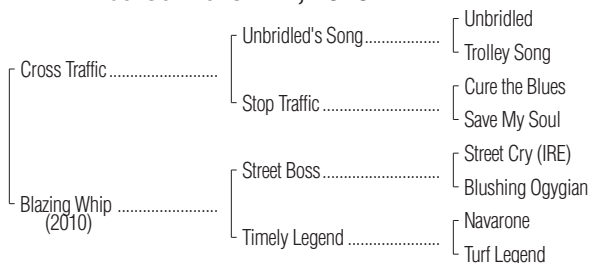 Unbridled
Unbridled's Song..................
Trolley Song
Cross Traffic..........................
Cure the Blues
Stop Traffic............................
Save My Soul
Street Cry (IRE)
Street Boss............................
Blushing Ogygian
Blazing Whip ........................
(2010)
Navarone
Timely Legend ......................
Turf Legend